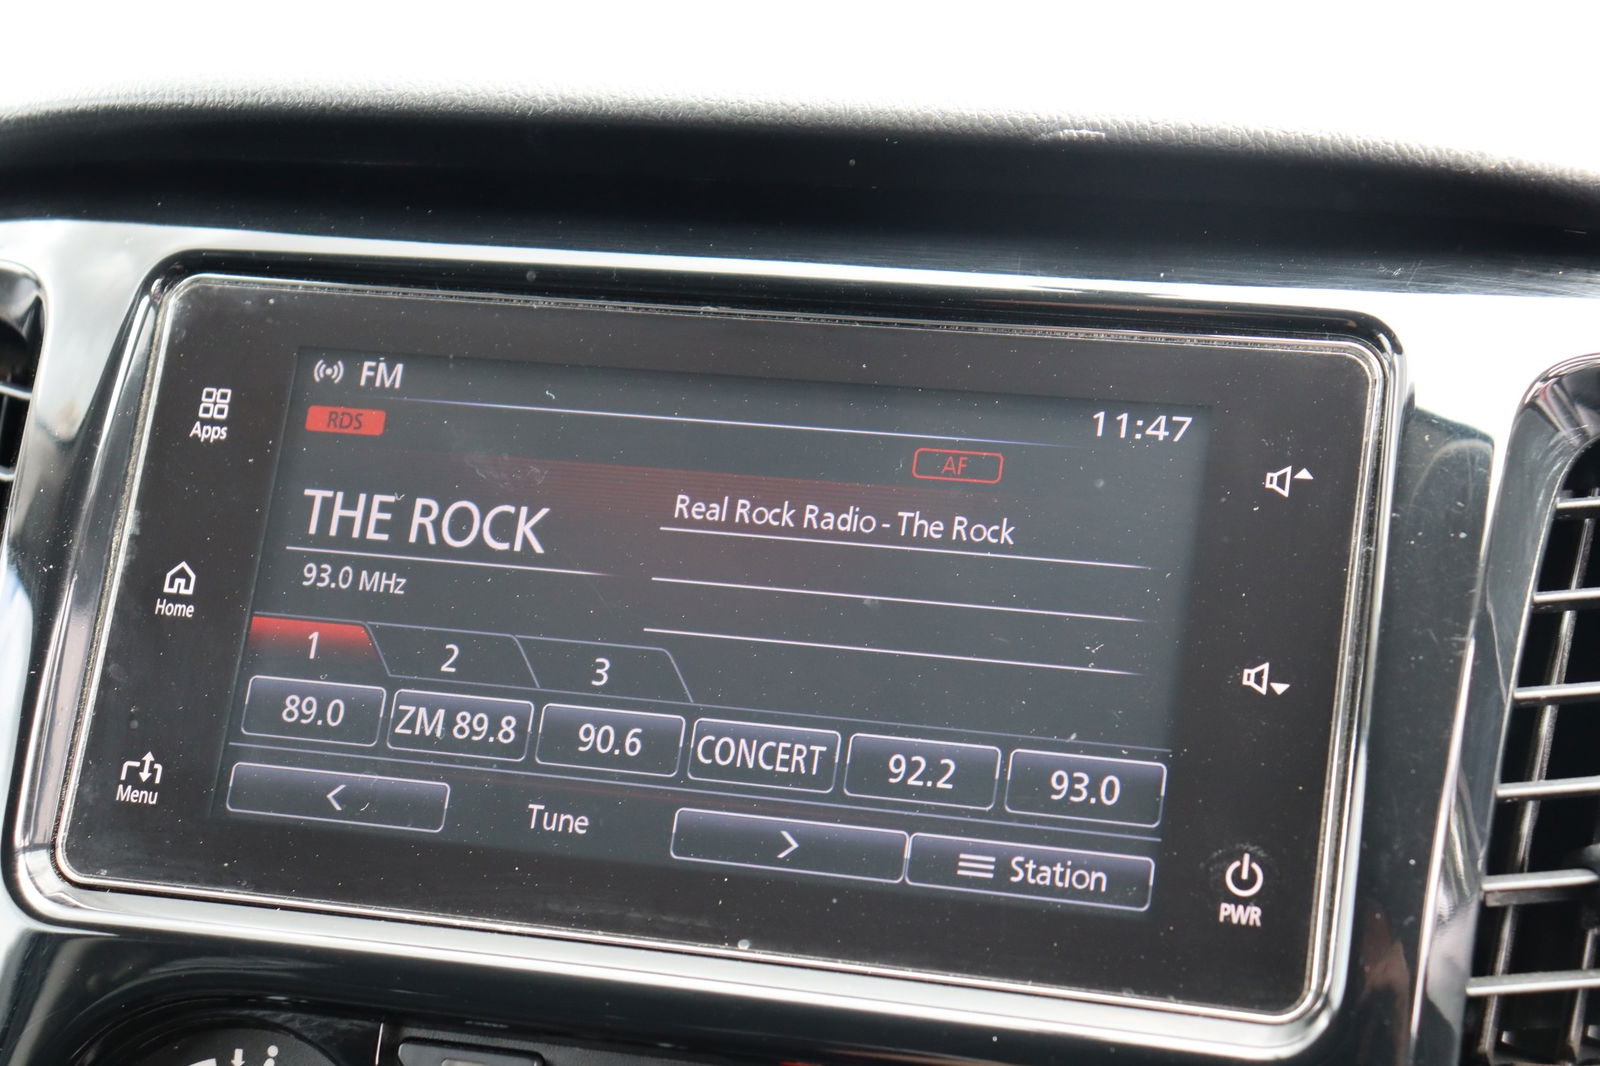 FM
11:47
RDS
AF
Apps
THE ROCK
Real Rock Radio - The Rock
93.0 MHz
Home
1 2 3
89.0 ZM 89.8 90.6 CONCERT 92.2 93.0
Menu
< Tune > Station
PWR